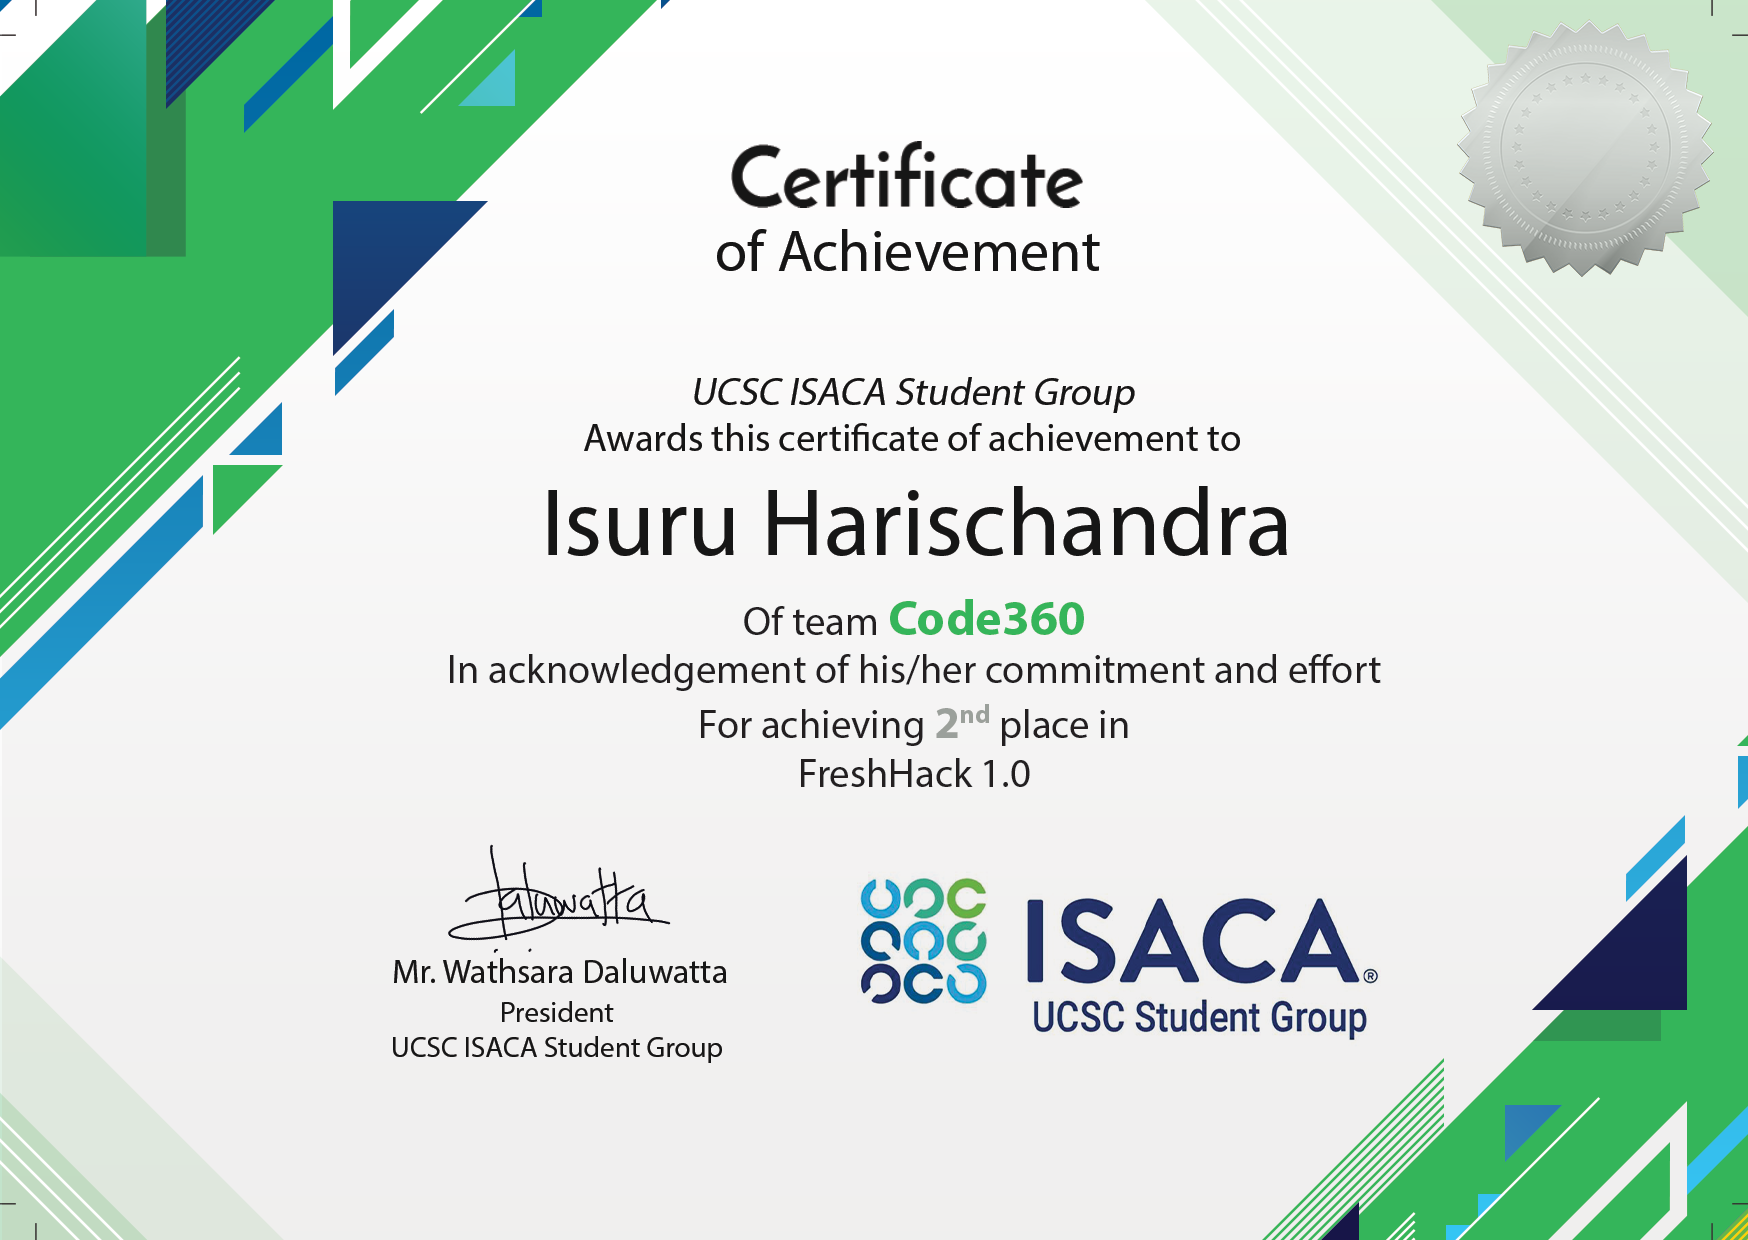 Certificate
of Achievement
UCSC ISACA Student Group
Awards this certificate of achievement to
Isuru Harischandra
Of team Code360
In acknowledgement of his/her commitment and effort
For achieving 2nd place in
FreshHack 1.0
Daluwatta
Mr. Wathsara Daluwatta
President
UCSC ISACA Student Group
ISACA®
UCSC Student Group